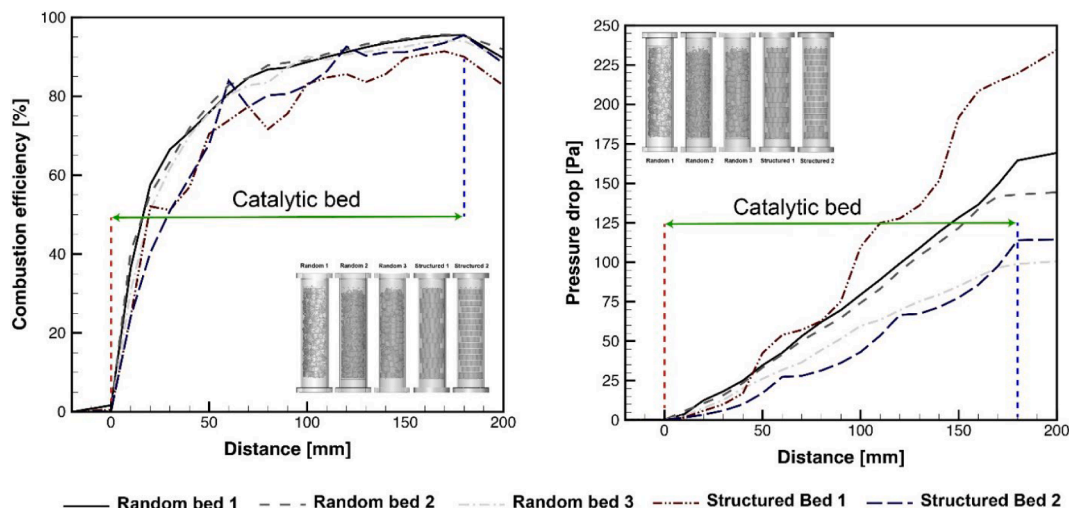 100
80
60
40
20
0
Combustion efficiency [%]
Catalytic bed
Random 1 Random 2 Random 3 Structured 1 Structured 2
0 50 100 150 200
Distance [mm]
250
225
200
175
150
125
100
75
50
25
0
Pressure drop [Pa]
Random 1 Random 2 Random 3 Structured 1 Structured 2
Catalytic bed
0 50 100 150 200
Distance [mm]
Random bed 1 Random bed 2 Random bed 3 Structured Bed 1 Structured Bed 2